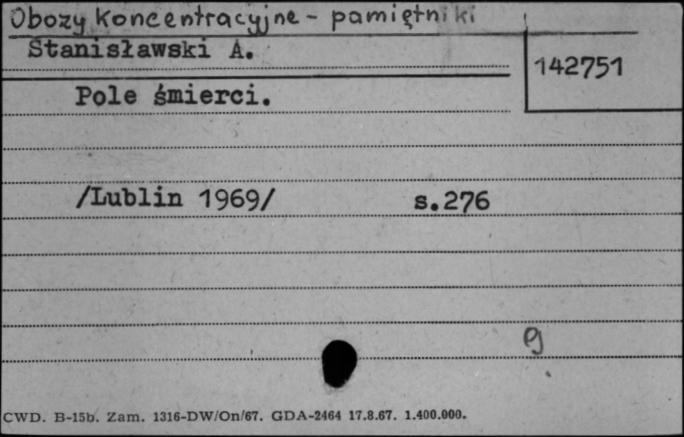 Obozy koncentracyjne - pamiętniki
Stanisławski A.
142751
Pole śmierci.
/Lublin 1969/ s.276
g
CWD. B-15b. Zam. 1316-DW/On/67. GDA-2464 17.8.67. 1.400.000.